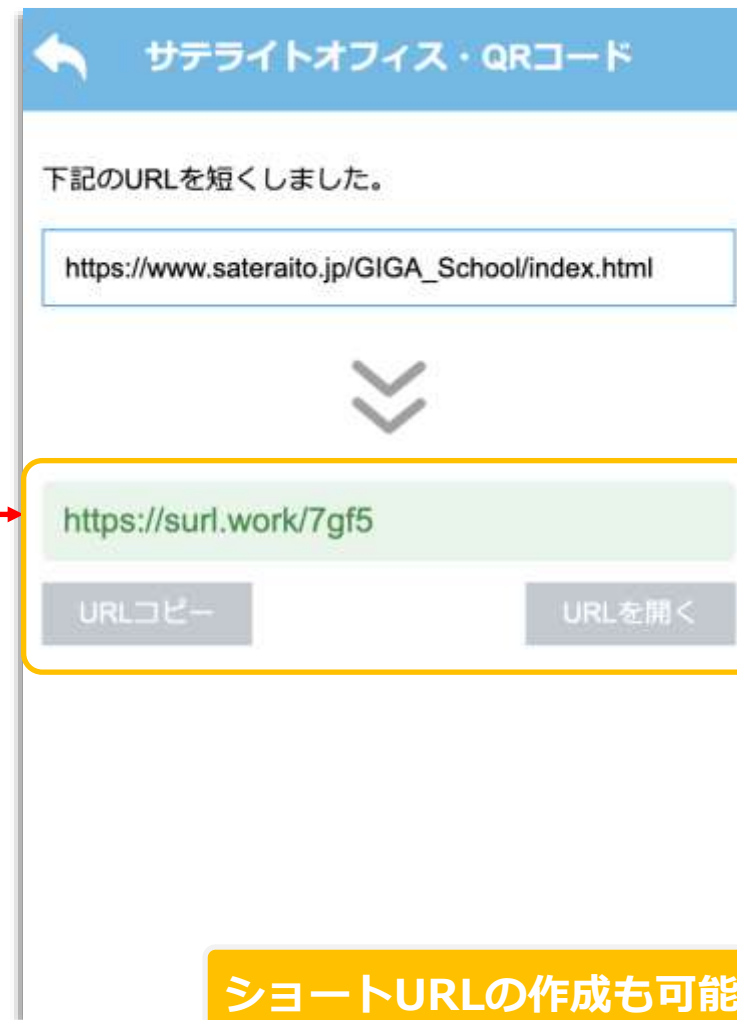 サテライトオフィス・QRコード
下記のURLを短くしました。
https://www.sateraito.jp/GIGA_School/index.html
https://surl.work/7gf5
URLコピー
URLを開く
ショートURLの作成も可能